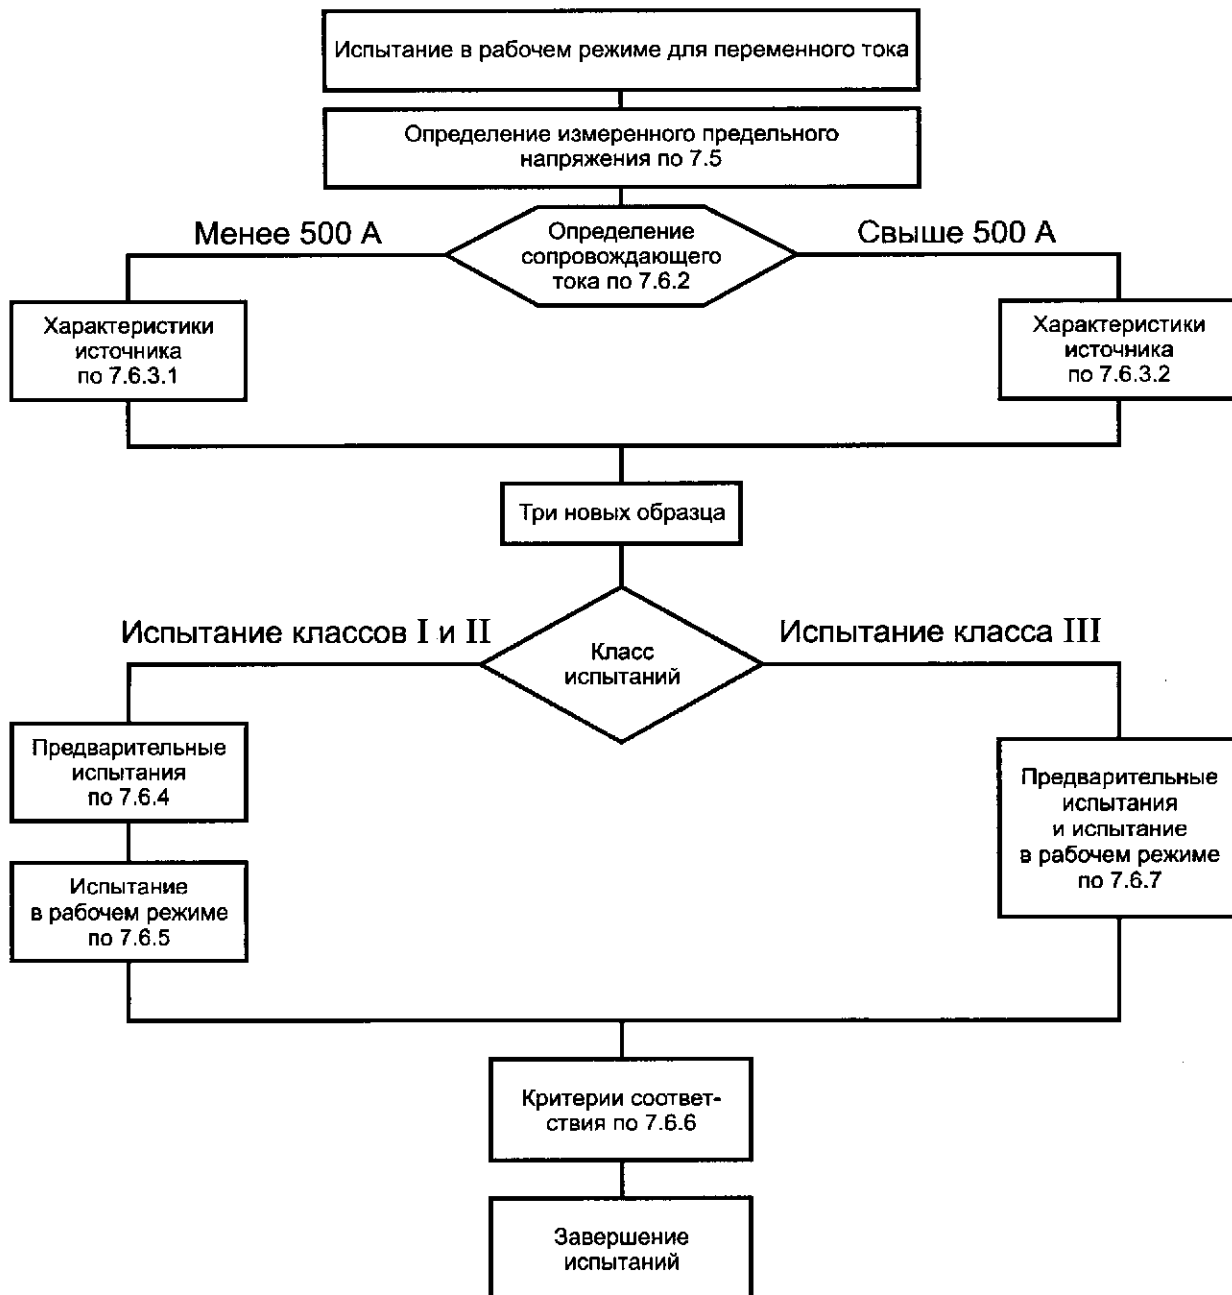 Испытание в рабочем режиме для переменного тока
Определение измеренного предельного
напряжения по 7.5
Менее 500 А
Определение
сопровождающего
тока по 7.6.2
Свыше 500 А
Характеристики
источника
по 7.6.3.1
Характеристики
источника
по 7.6.3.2
Три новых образца
Испытание классов I и II
Класс
испытаний
Испытание класса III
Предварительные
испытания
по 7.6.4
Предварительные
испытания
и испытание
в рабочем режиме
по 7.6.7
Испытание
в рабочем режиме
по 7.6.5
Критерии соответ-
ствия по 7.6.6
Завершение
испытаний